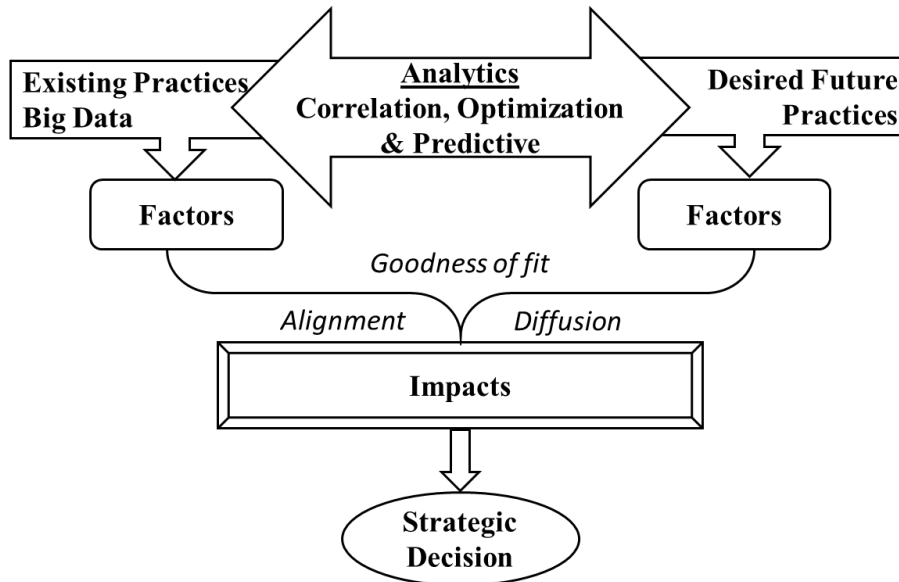 Existing Practices
Big Data
Analytics
Correlation, Optimization
& Predictive
Desired Future
Practices
Factors
Factors
Goodness of fit
Alignment
Diffusion
Impacts
Strategic
Decision